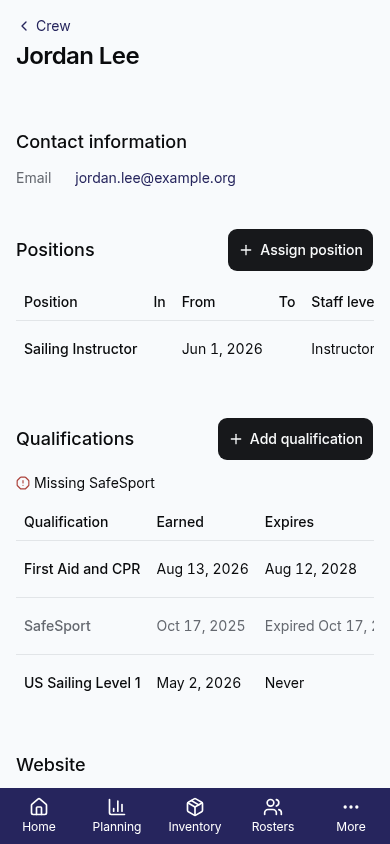 Crew
Jordan Lee
Contact information
Email jordan.lee@example.org
Positions
Assign position
Position In From To Staff leve
Sailing Instructor Jun 1, 2026 Instructor
Qualifications
Add qualification
Missing SafeSport
Qualification Earned Expires
First Aid and CPR Aug 13, 2026 Aug 12, 2028
SafeSport Oct 17, 2025 Expired Oct 17, 2
US Sailing Level 1 May 2, 2026 Never
Website
Home Planning Inventory Rosters More